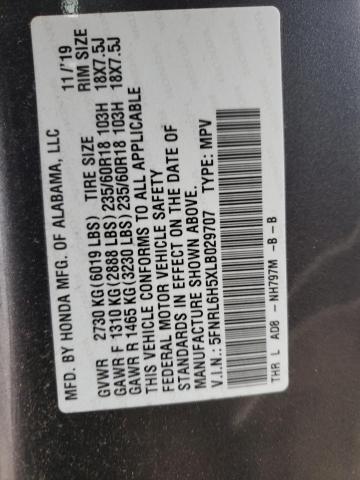 MFD. BY HONDA MFG. OF ALABAMA, LLC 11/'19
GVWR 2730 KG (6019 LBS) TIRE SIZE RIM SIZE
GAWR F 1310 KG (2888 LBS) 235/60R18 103H 18X7.5J
GAWR R 1465 KG (3230 LBS) 235/60R18 103H 18X7.5J
THIS VEHICLE CONFORMS TO ALL APPLICABLE
FEDERAL MOTOR VEHICLE SAFETY
STANDARDS IN EFFECT ON THE DATE OF
MANUFACTURE SHOWN ABOVE.
V.I.N.: 5FNRL6H5XLB029707 TYPE: MPV
THR L AD8 - NH797M -B-B